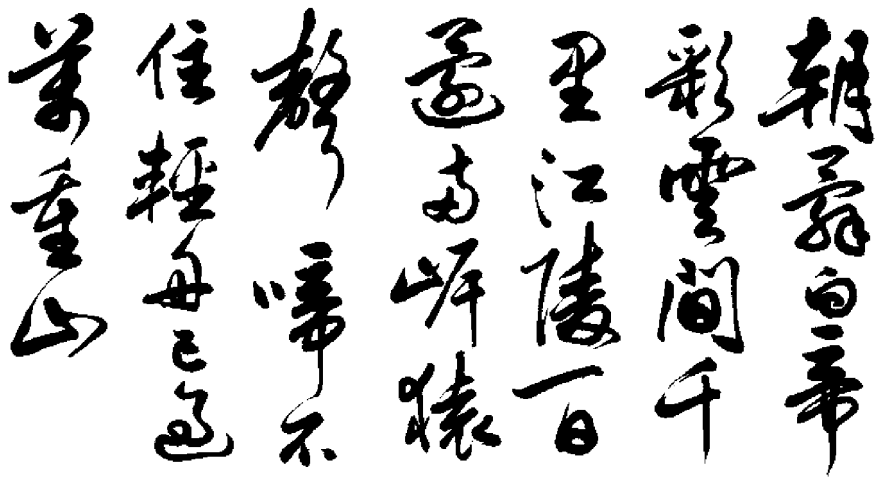 朝辭白帝
彩雲間千
里江陵一日
還兩岸猿
聲啼不
住輕舟已過
萬重山